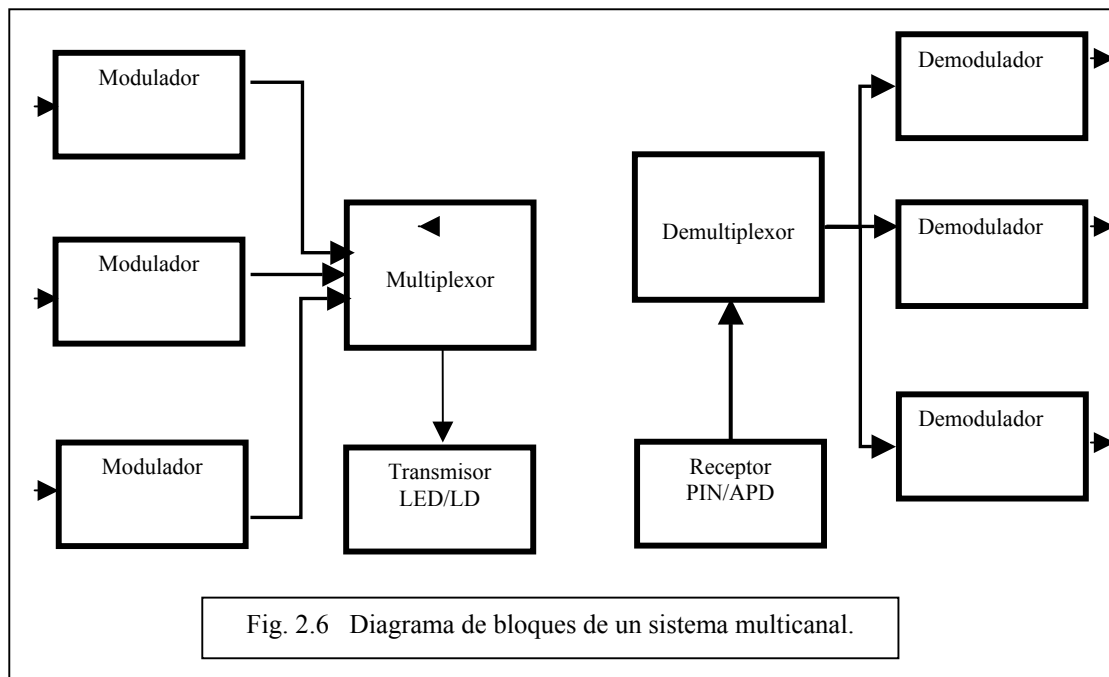 Modulador
Modulador
Modulador
Multiplexor
Transmisor
LED/LD
Demultiplexor
Receptor
PIN/APD
Demodulador
Demodulador
Demodulador
Fig. 2.6 Diagrama de bloques de un sistema multicanal.